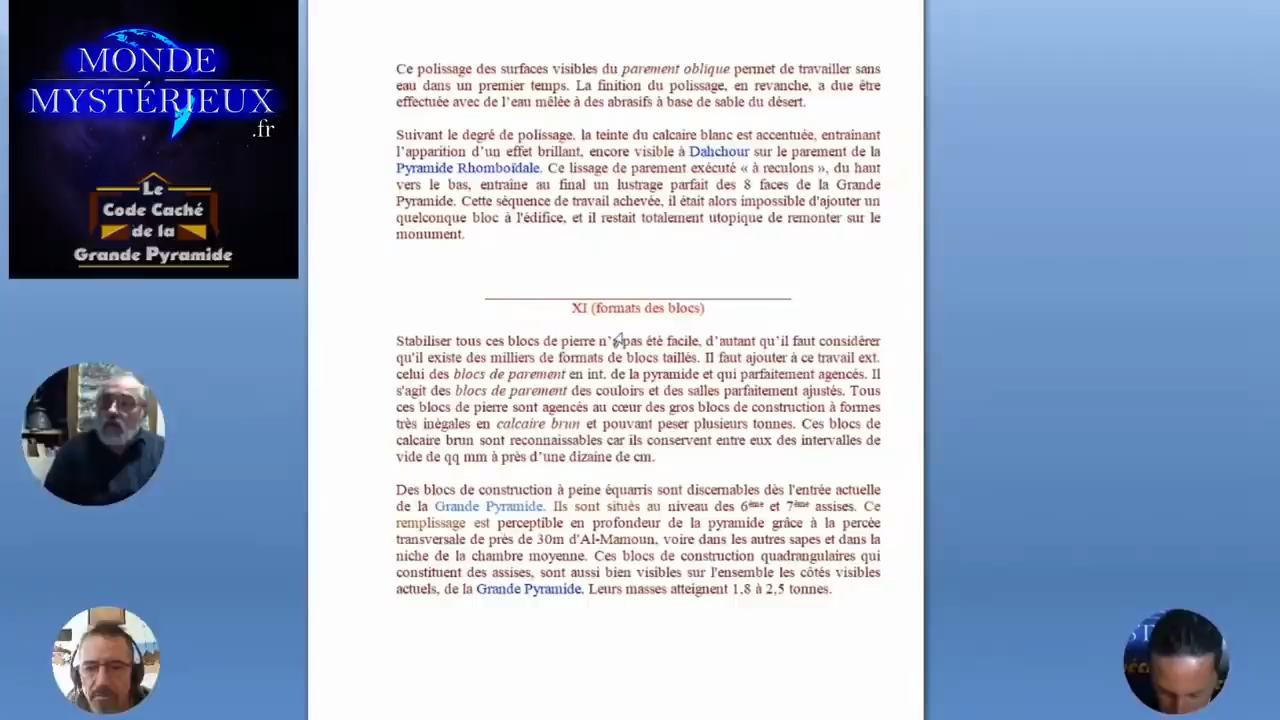 MONDE
MYSTÉRIEUX
.fr
Le
Code Caché
de la
Grande Pyramide
Ce polissage des surfaces visibles du parement oblique permet de travailler sans
eau dans un premier temps. La finition du polissage, en revanche, a due être
effectuée avec de l'eau mêlée à des abrasifs à base de sable du désert.
Suivant le degré de polissage, la teinte du calcaire blanc est accentuée, entraînant
l'apparition d'un effet brillant, encore visible à Dahchour sur le parement de la
Pyramide Rhomboïdale. Ce lissage de parement exécuté « à reculons », du haut
vers le bas, entraîne au final un lustrage parfait des 8 faces de la Grande
Pyramide. Cette séquence de travail achevée, il était alors impossible d'ajouter un
quelconque bloc à l'édifice, et il restait totalement utopique de remonter sur le
monument.
XI (formats des blocs)
Stabiliser tous ces blocs de pierre n'a pas été facile, d'autant qu'il faut considérer
qu'il existe des milliers de formats de blocs taillés. Il faut ajouter à ce travail ext.
celui des blocs de parement en int. de la pyramide et qui parfaitement agencés. Il
s'agit des blocs de parement des couloirs et des salles parfaitement ajustés. Tous
ces blocs de pierre sont agencés au cœur des gros blocs de construction à formes
très inégales en calcaire brun et pouvant peser plusieurs tonnes. Ces blocs de
calcaire brun sont reconnaissables car ils conservent entre eux des intervalles de
vide de qq mm à près d'une dizaine de cm.
Des blocs de construction à peine équarris sont discernables dès l'entrée actuelle
de la Grande Pyramide. Ils sont situés au niveau des 6ème et 7ème assises. Ce
remplissage est perceptible en profondeur de la pyramide grâce à la percée
transversale de près de 30m d'Al-Mamoun, voire dans les autres sapes et dans la
niche de la chambre moyenne. Ces blocs de construction quadrangulaires qui
constituent des assises, sont aussi bien visibles sur l'ensemble les côtés visibles
actuels, de la Grande Pyramide. Leurs masses atteignent 1,8 à 2,5 tonnes.